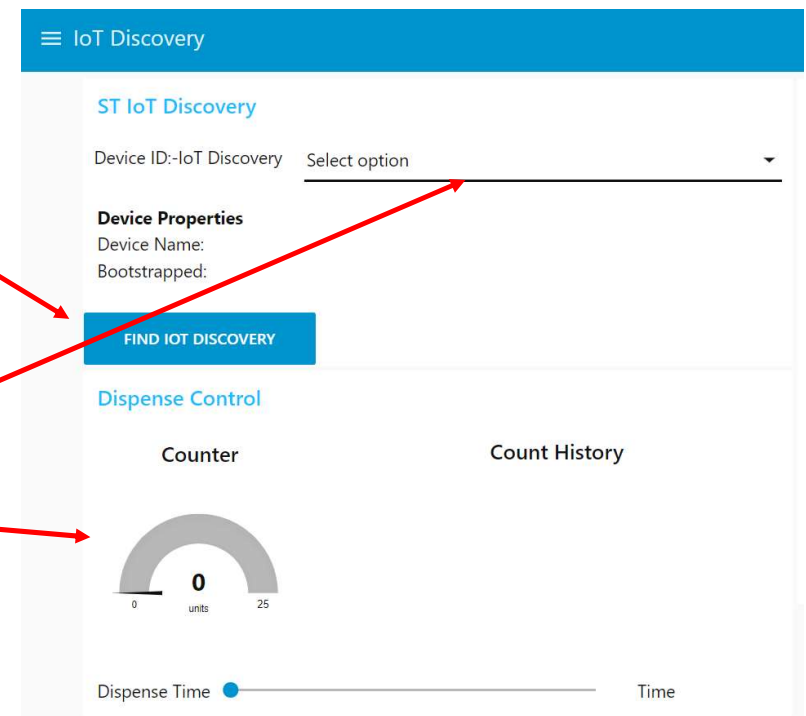 IoT Discovery
ST IoT Discovery
Device ID:-IoT Discovery Select option
Device Properties
Device Name:
Bootstrapped:
FIND IOT DISCOVERY
Dispense Control
Counter Count History
0
0 units 25
Dispense Time Time